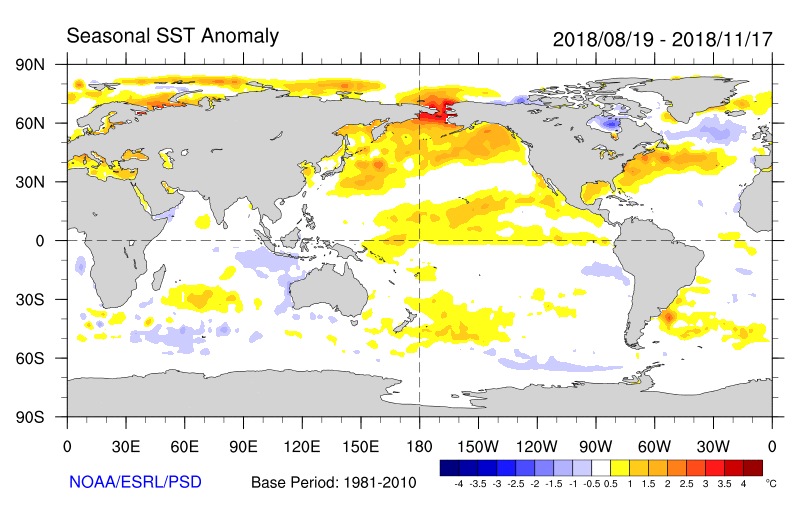 Seasonal SST Anomaly
2018/08/19 - 2018/11/17
90N
60N
30N
0
30S
60S
90S
0 30E 60E 90E 120E 150E 180 150W 120W 90W 60W 30W 0
NOAA/ESRL/PSD
Base Period: 1981-2010
-4 -3.5 -3 -2.5 -2 -1.5 -1 -0.5 0.5 1 1.5 2 2.5 3 3.5 4 °C